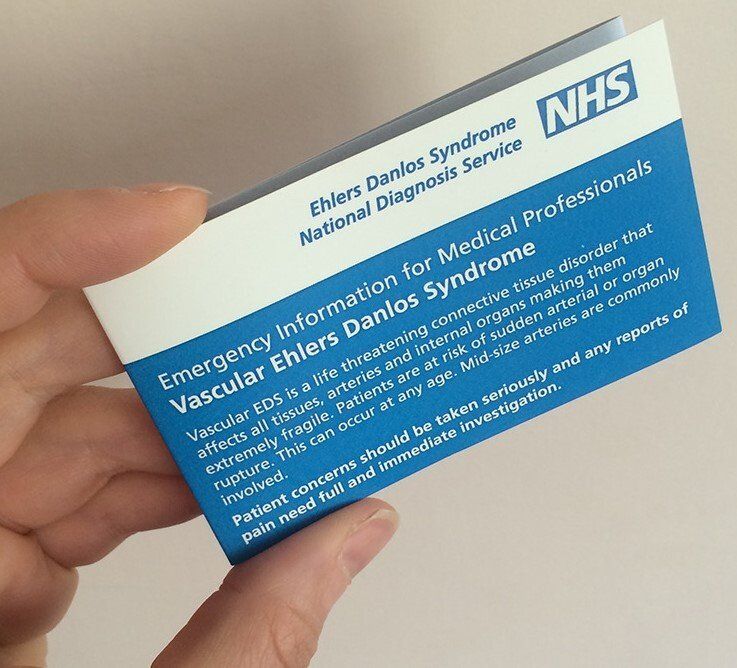 NHS
Ehlers Danlos Syndrome
National Diagnosis Service
Emergency Information for Medical Professionals
Vascular Ehlers Danlos Syndrome
Vascular EDS is a life threatening connective tissue disorder that
affects all tissues, arteries and internal organs making them
extremely fragile. Patients are at risk of sudden arterial or organ
rupture. This can occur at any age. Mid-size arteries are commonly
involved.
Patient concerns should be taken seriously and any reports of
pain need full and immediate investigation.